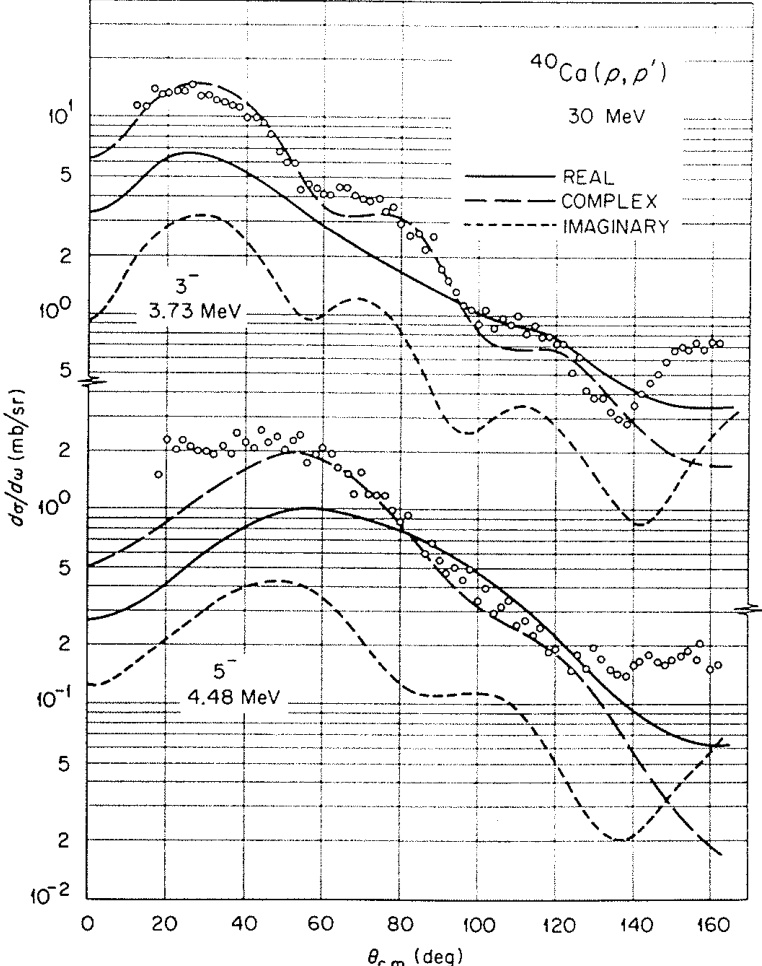 ⁴⁰Ca(p,p′)
30 MeV
REAL
COMPLEX
IMAGINARY
3⁻
3.73 MeV
5⁻
4.48 MeV
dσ/dω (mb/sr)
10¹
5
2
10⁰
5
2
10⁰
5
2
10⁻¹
5
2
10⁻²
0 20 40 60 80 100 120 140 160
θc.m. (deg)